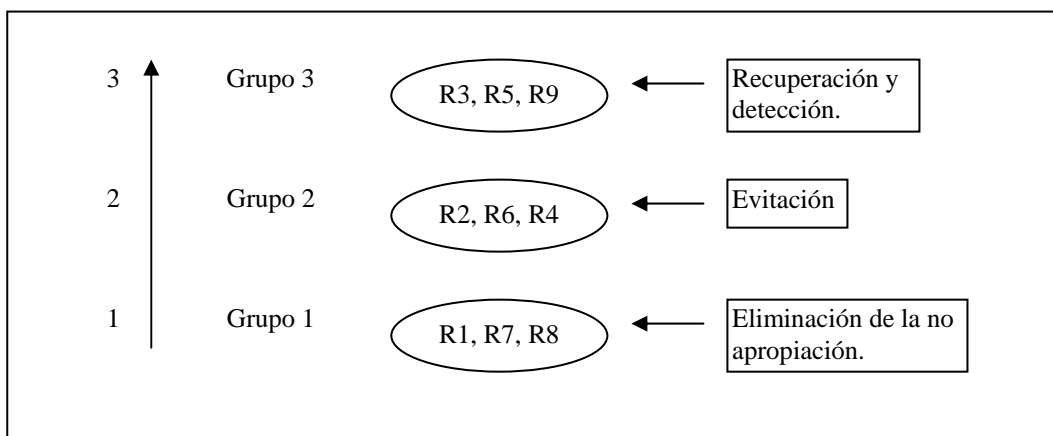 3 Grupo 3 R3, R5, R9 Recuperación y
detección.
2 Grupo 2 R2, R6, R4 Evitación
1 Grupo 1 R1, R7, R8 Eliminación de la no
apropiación.